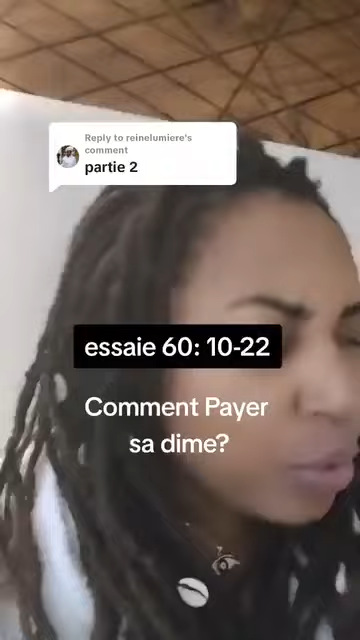 Reply to reinelumiere's
comment
partie 2
essaie 60: 10-22
Comment Payer
sa dime?